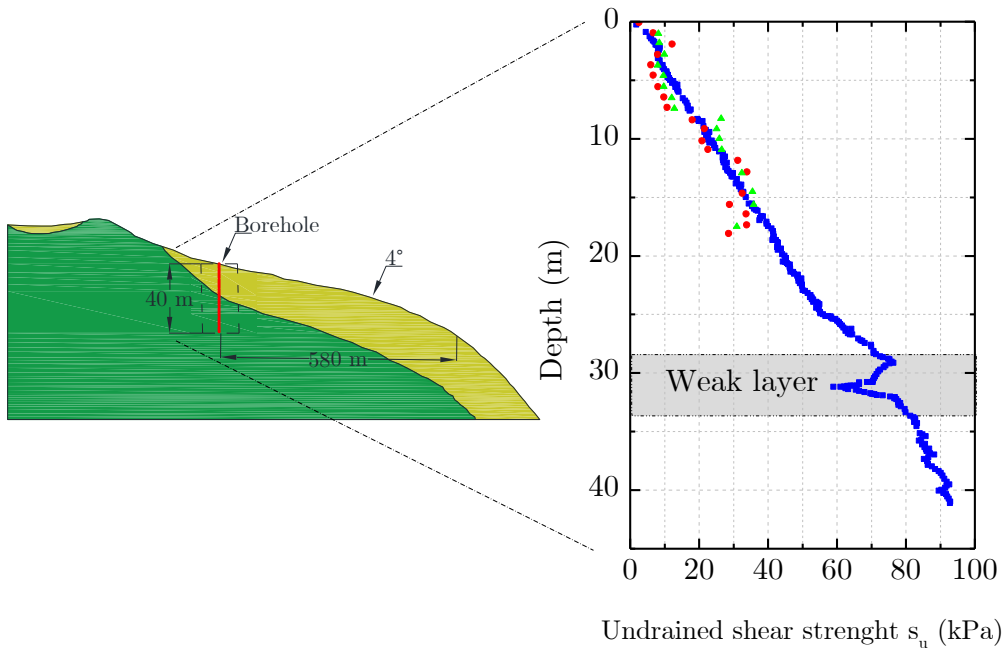 Borehole
4°
40 m
580 m
0
10
20
30
40
Depth (m)
Weak layer
0 20 40 60 80 100
Undrained shear strenght s_u (kPa)